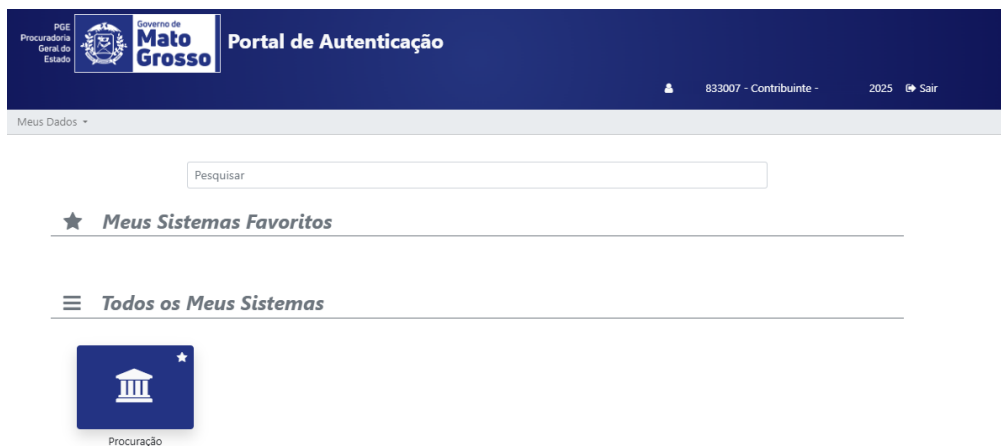 PGE
Procuradoria
Geral do
Estado
Governo de
Mato
Grosso
Portal de Autenticação
833007 - Contribuinte - 2025 Sair
Meus Dados
Pesquisar
Meus Sistemas Favoritos
Todos os Meus Sistemas
Procuração